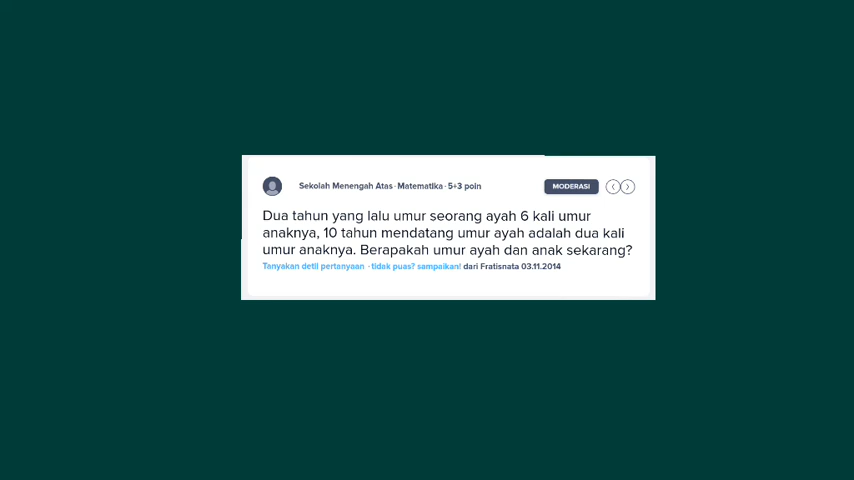 Sekolah Menengah Atas · Matematika · 5+3 poin
MODERASI
Dua tahun yang lalu umur seorang ayah 6 kali umur
anaknya, 10 tahun mendatang umur ayah adalah dua kali
umur anaknya. Berapakah umur ayah dan anak sekarang?
Tanyakan detil pertanyaan · tidak puas? sampaikan! dari Fratisnata 03.11.2014